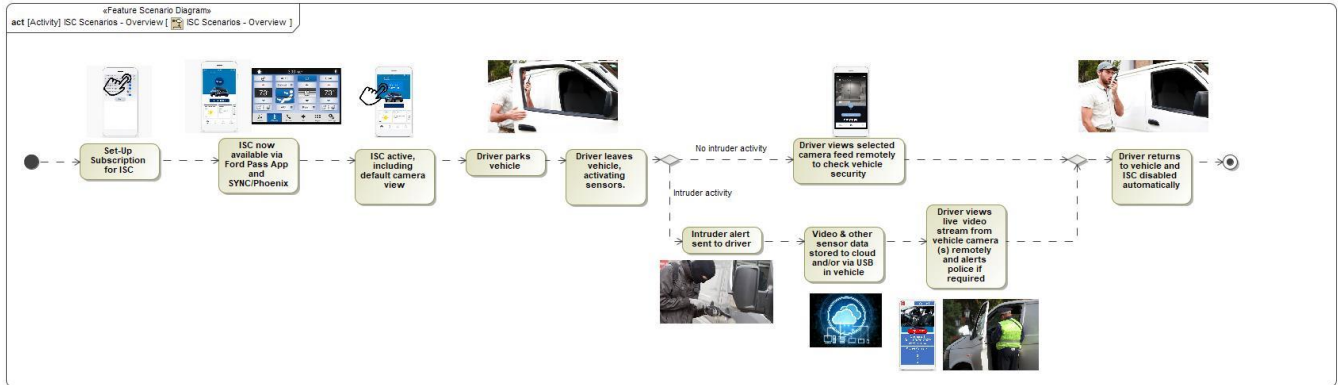 «Feature Scenario Diagram»
act [Activity] ISC Scenarios - Overview [ ISC Scenarios - Overview ]
Set-Up
Subscription
for ISC
ISC now
available via
Ford Pass App
and
SYNC/Phoenix
ISC active,
including
default camera
view
Driver parks
vehicle
Driver leaves
vehicle,
activating
sensors.
No intruder activity
Intruder activity
Driver views selected
camera feed remotely
to check vehicle
security
Intruder alert
sent to driver
Video & other
sensor data
stored to cloud
and/or via USB
in vehicle
Driver views
live video
stream from
vehicle camera
(s) remotely
and alerts
police if
required
Driver returns
to vehicle and
ISC disabled
automatically